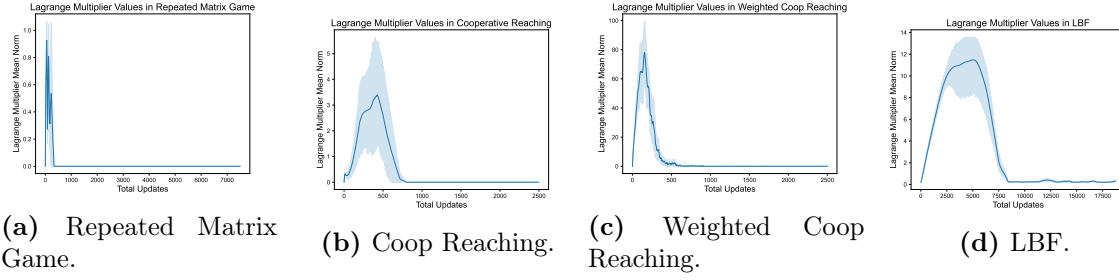 Lagrange Multiplier Values in Repeated Matrix Game
Lagrange Multiplier Mean Norm
1.0
0.8
0.6
0.4
0.2
0.0
0 1000 2000 3000 4000 5000 6000 7000
Total Updates
(a) Repeated Matrix
Game.
Lagrange Multiplier Values in Cooperative Reaching
Lagrange Multiplier Mean Norm
5
4
3
2
1
0
0 500 1000 1500 2000 2500
Total Updates
(b) Coop Reaching.
Lagrange Multiplier Values in Weighted Coop Reaching
Lagrange Multiplier Mean Norm
100
80
60
40
20
0
0 500 1000 1500 2000 2500
Total Updates
(c) Weighted Coop
Reaching.
Lagrange Multiplier Values in LBF
Lagrange Multiplier Mean Norm
14
12
10
8
6
4
2
0
0 2500 5000 7500 10000 12500 15000 17500
Total Updates
(d) LBF.